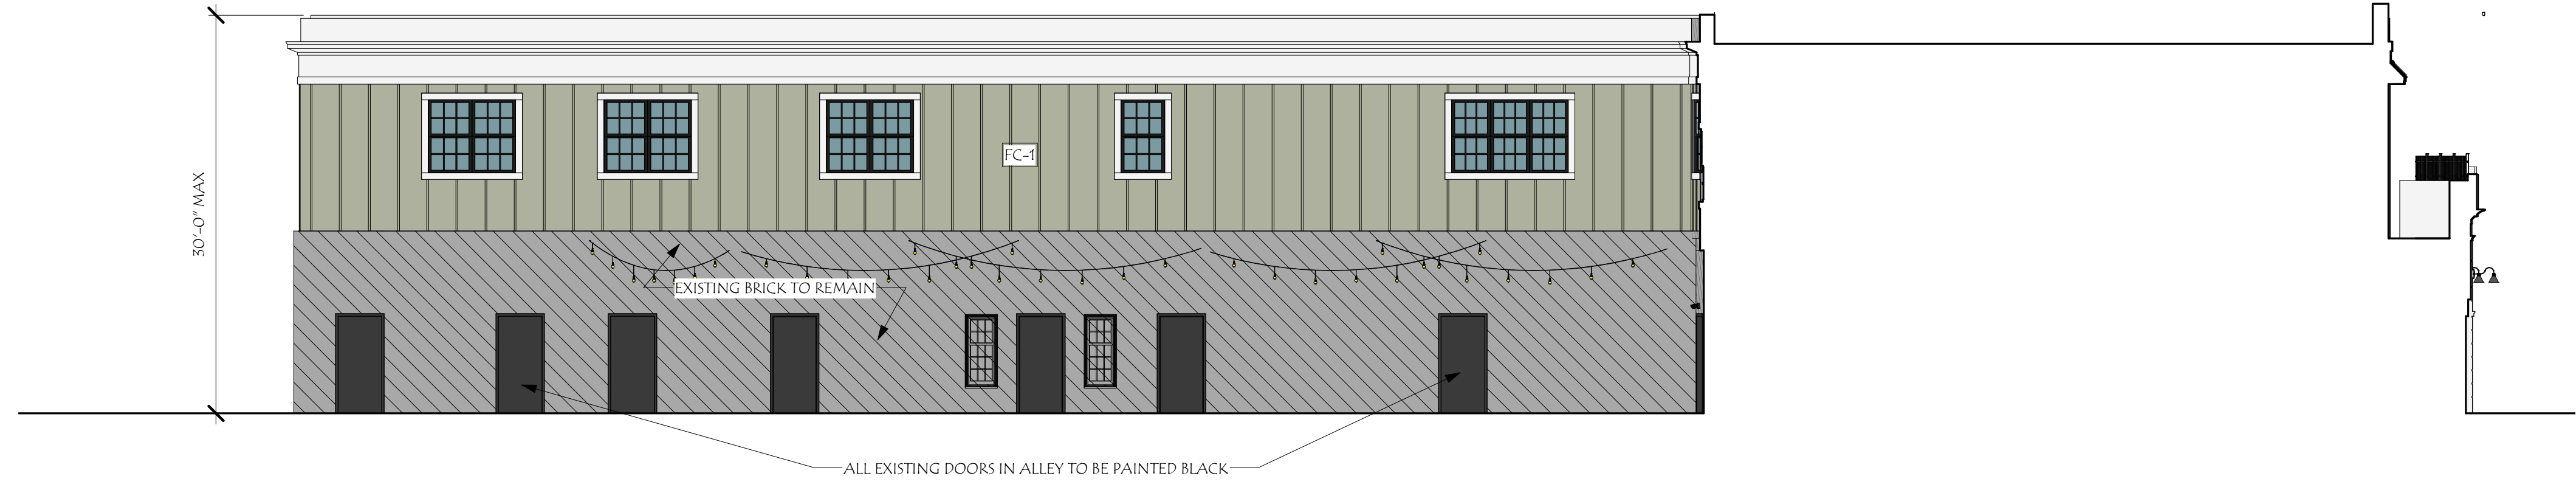 30'-0" MAX
FC-1
EXISTING BRICK TO REMAIN
ALL EXISTING DOORS IN ALLEY TO BE PAINTED BLACK